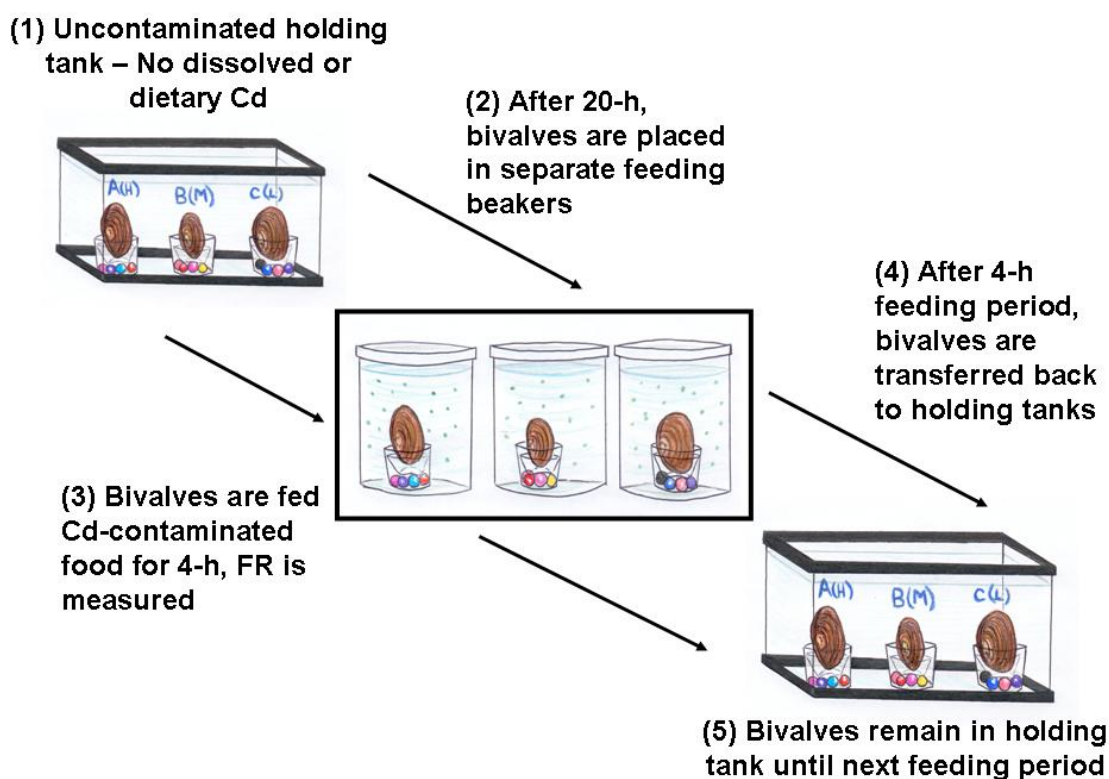 (1) Uncontaminated holding
tank – No dissolved or
dietary Cd
A(H)
B(M)
C(L)
(2) After 20-h,
bivalves are placed
in separate feeding
beakers
(3) Bivalves are fed
Cd-contaminated
food for 4-h, FR is
measured
(4) After 4-h
feeding period,
bivalves are
transferred back
to holding tanks
A(H)
B(M)
C(L)
(5) Bivalves remain in holding
tank until next feeding period